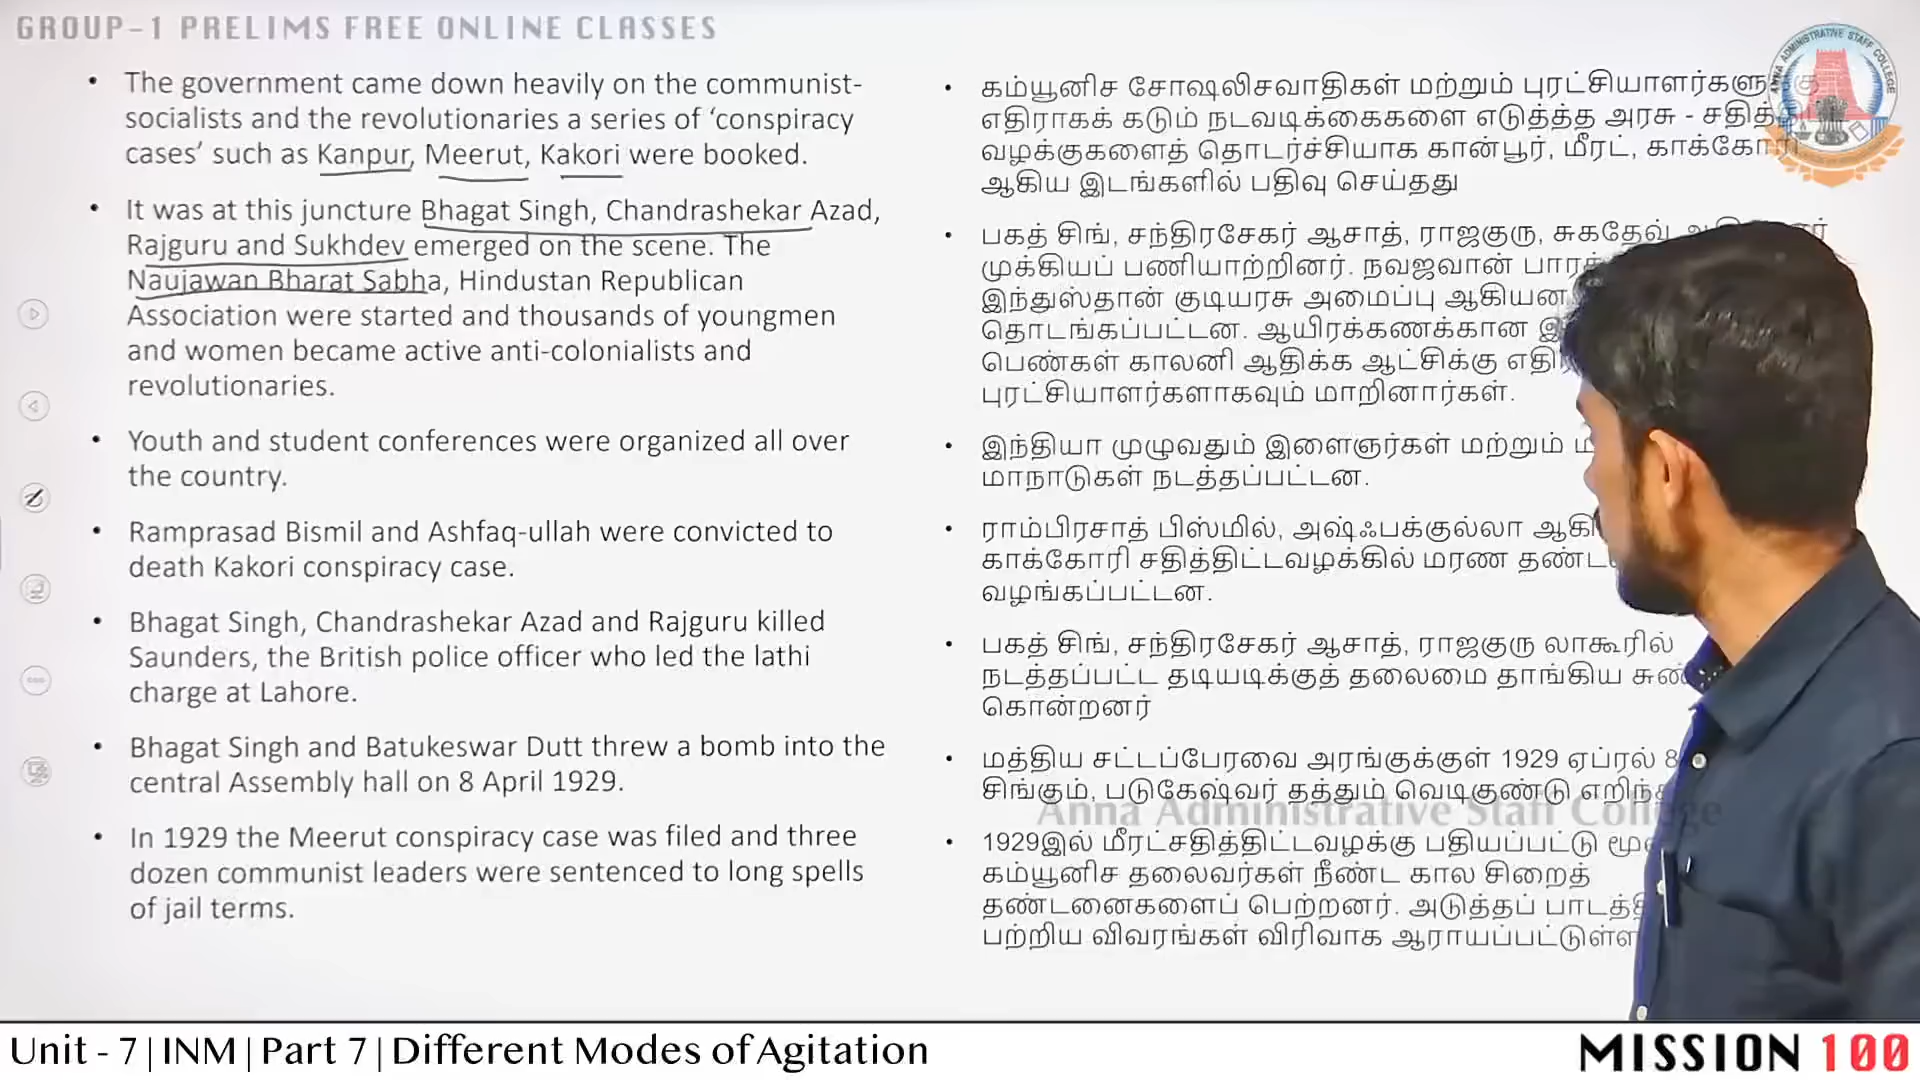 GROUP-1 PRELIMS FREE ONLINE CLASSES
• The government came down heavily on the communist-
socialists and the revolutionaries a series of ‘conspiracy
cases’ such as Kanpur, Meerut, Kakori were booked.
• It was at this juncture Bhagat Singh, Chandrashekar Azad,
Rajguru and Sukhdev emerged on the scene. The
Naujawan Bharat Sabha, Hindustan Republican
Association were started and thousands of youngmen
and women became active anti-colonialists and
revolutionaries.
• Youth and student conferences were organized all over
the country.
• Ramprasad Bismil and Ashfaq-ullah were convicted to
death Kakori conspiracy case.
• Bhagat Singh, Chandrashekar Azad and Rajguru killed
Saunders, the British police officer who led the lathi
charge at Lahore.
• Bhagat Singh and Batukeswar Dutt threw a bomb into the
central Assembly hall on 8 April 1929.
• In 1929 the Meerut conspiracy case was filed and three
dozen communist leaders were sentenced to long spells
of jail terms.
• கம்யூனிச சோஷலிசவாதிகள் மற்றும் புரட்சியாளர்களுக்கு
எதிராகக் கடும் நடவடிக்கைகளை எடுத்த அரசு -
வழக்குகளைத் தொடர்ச்சியாக கான்பூர், மீரட்,
ஆகிய இடங்களில் பதிவு செய்தது
• பகத் சிங், சந்திரசேகர் ஆசாத், ராஜகுரு, சுகதேவ்
முக்கியப் பணியாற்றினர். நவஜவான்
இந்துஸ்தான் குடியரசு அமைப்பு
தொடங்கப்பட்டன. ஆயிரக்கணக்கான
பெண்கள் காலனி ஆதிக்க ஆட்சிக்கு
புரட்சியாளர்களாகவும் மாறினார்கள்.
• இந்தியா முழுவதும் இளைஞர்கள் மற்றும்
மாநாடுகள் நடத்தப்பட்டன.
• ராம்பிரசாத் பிஸ்மில், அஷ்ஃபக்குல்லா
காக்கோரி சதித்திட்டவழக்கில் மரண
வழங்கப்பட்டன.
• பகத் சிங், சந்திரசேகர் ஆசாத், ராஜகுரு லாகூரில்
நடத்தப்பட்ட தடியடிக்குத் தலைமை தாங்கிய
கொன்றனர்
• மத்திய சட்டப்பேரவை அரங்குக்குள் 1929 ஏப்ரல் 8
சிங்கும், படுகேஷ்வர் தத்தும் வெடிகுண்டு
Anna Administrative Staff College
• 1929இல் மீரட்சதித்திட்டவழக்கு பதியப்பட்டு
கம்யூனிச தலைவர்கள் நீண்ட கால சிறைத்
தண்டனைகளைப் பெற்றனர். அடுத்தப்
பற்றிய விவரங்கள் விரிவாக
ANNA ADMINISTRATIVE STAFF COLLEGE
Unit - 7 | INM | Part 7 | Different Modes of Agitation
MISSION 100